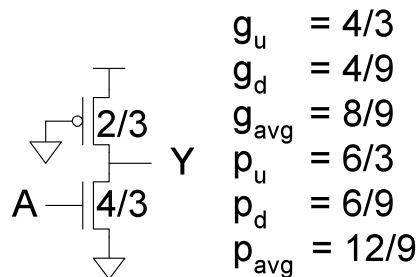 2/3
A
4/3
Y
g_u = 4/3
g_d = 4/9
g_avg = 8/9
p_u = 6/3
p_d = 6/9
p_avg = 12/9